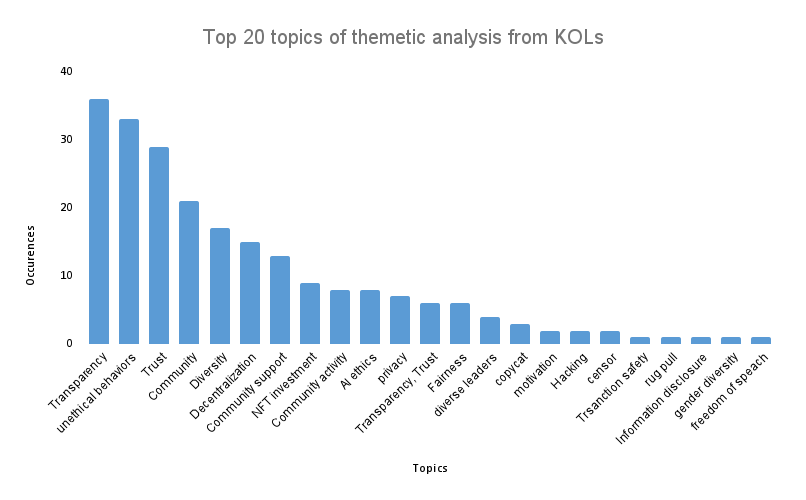 Top 20 topics of themetic analysis from KOLs
40
30
20
10
0
Occurences
Transparency
unethical behaviors
Trust
Community
Diversity
Decentralization
Community support
NFT investment
Community activity
AI ethics
privacy
Transparency, Trust
Fairness
diverse leaders
copycat
motivation
Hacking
censor
Trsanction safety
rug pull
Information disclosure
gender diversity
freedom of speach
Topics